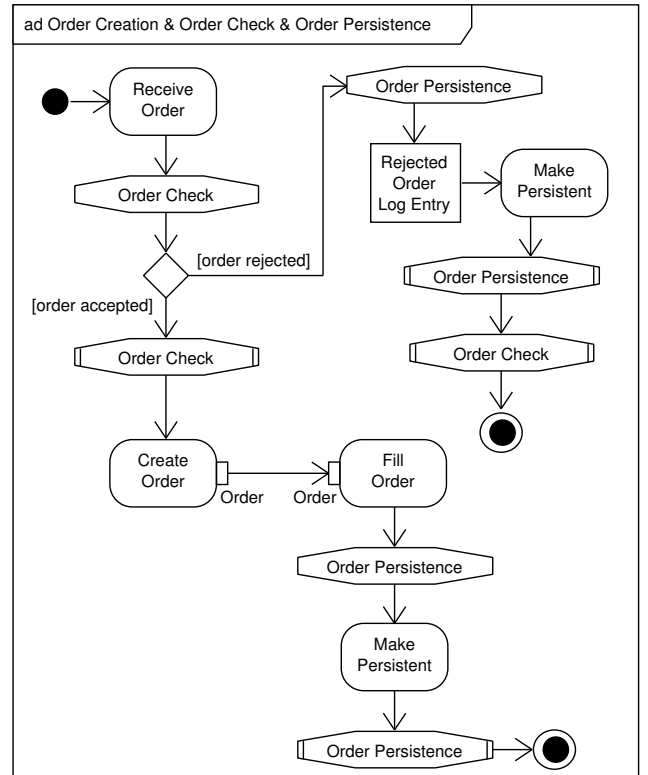 ad Order Creation & Order Check & Order Persistence
Receive
Order
Order Persistence
Order Check
Rejected
Order
Log Entry
Make
Persistent
[order rejected]
Order Persistence
[order accepted]
Order Check
Order Check
Create
Order
Order
Order
Fill
Order
Order Persistence
Make
Persistent
Order Persistence